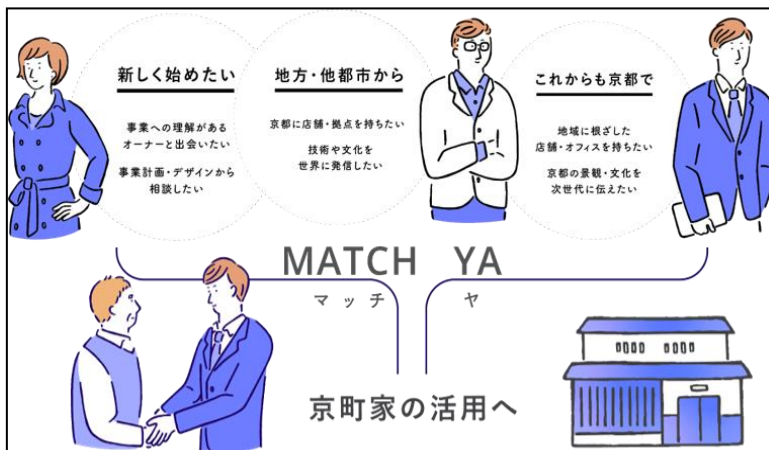 新しく始めたい
事業への理解がある
オーナーと出会いたい
事業計画・デザインから
相談したい
地方・他都市から
京都に店舗・拠点を持ちたい
技術や文化を
世界に発信したい
これからも京都で
地域に根ざした
店舗・オフィスを持ちたい
京都の景観・文化を
次世代に伝えたい
MATCH YA
マッチ ヤ
京町家の活用へ